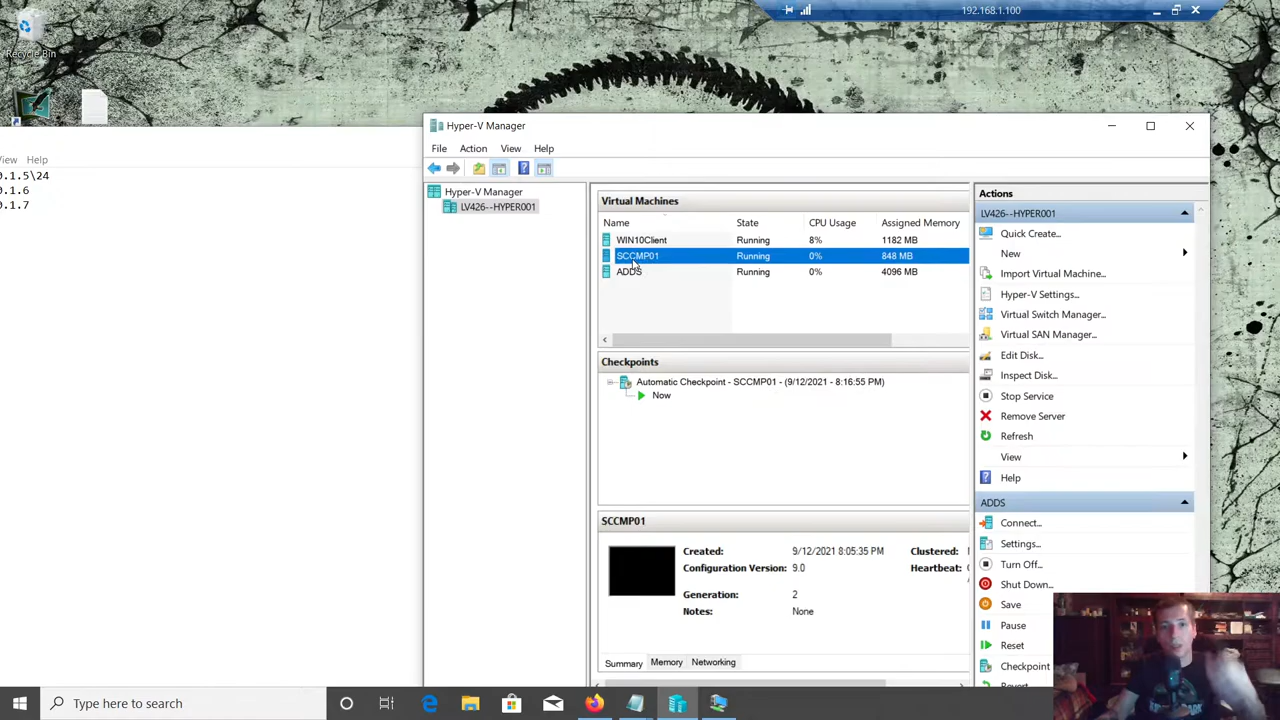 192.168.1.100
Recycle Bin
Hyper-V Manager
View Help
File Action View Help
0.1.5\24
0.1.6
0.1.7
Hyper-V Manager
LV426--HYPER001
Virtual Machines
Name State CPU Usage Assigned Memory
WIN10Client Running 8% 1182 MB
SCCMP01 Running 0% 848 MB
ADDS Running 0% 4096 MB
Checkpoints
Automatic Checkpoint - SCCMP01 - (9/12/2021 - 8:16:55 PM)
Now
SCCMP01
Created: 9/12/2021 8:05:35 PM Clustered:
Configuration Version: 9.0 Heartbeat:
Generation: 2
Notes: None
Summary Memory Networking
Actions
LV426--HYPER001
Quick Create...
New
Import Virtual Machine...
Hyper-V Settings...
Virtual Switch Manager...
Virtual SAN Manager...
Edit Disk...
Inspect Disk...
Stop Service
Remove Server
Refresh
View
Help
ADDS
Connect...
Settings...
Turn Off...
Shut Down...
Save
Pause
Reset
Checkpoint
Revert
Type here to search